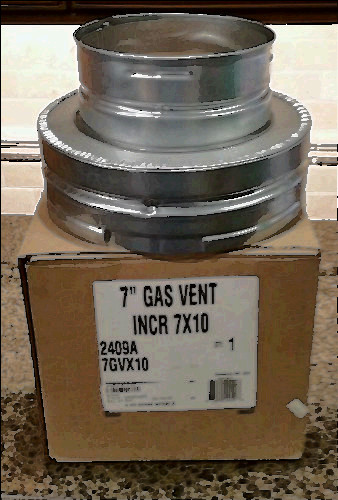 7" GAS VENT
INCR 7X10
2409A 1
7GVX10